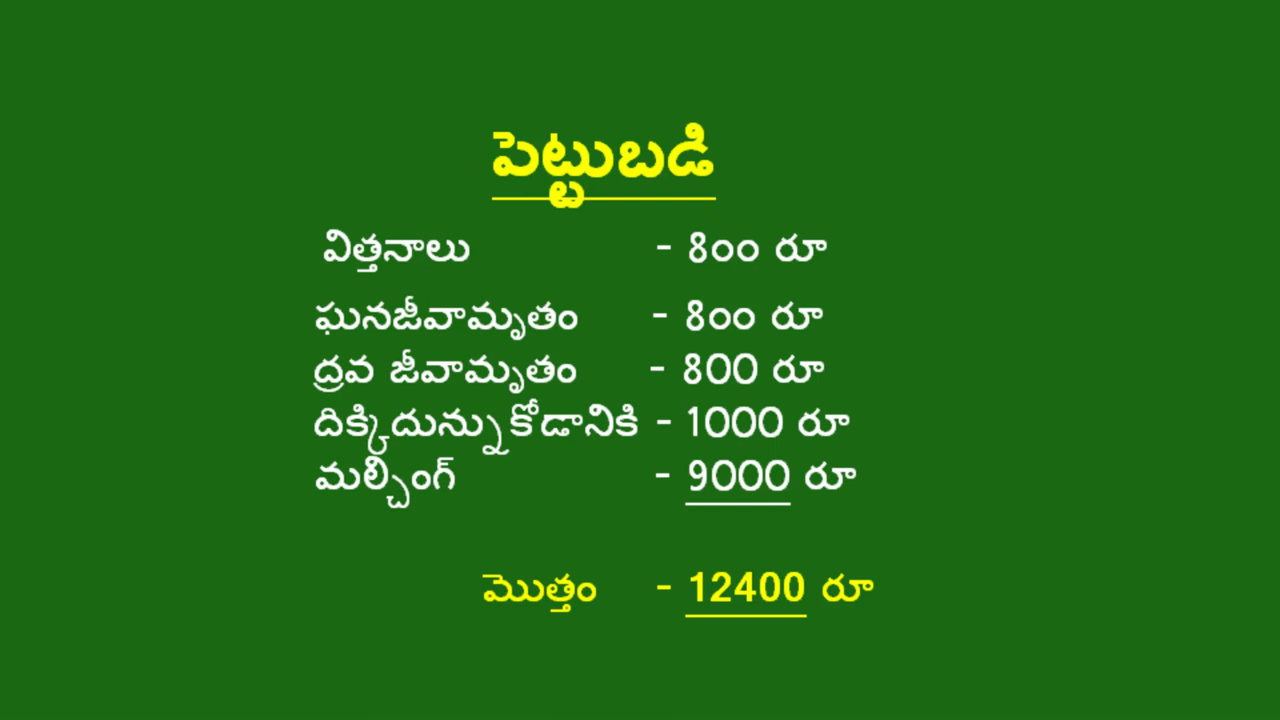 పెట్టుబడి
విత్తనాలు - 800 రూ
ఘనజీవామృతం - 800 రూ
ద్రవ జీవామృతం - 800 రూ
దిక్కిదున్నుకోడానికి - 1000 రూ
మల్చింగ్ - 9000 రూ
మొత్తం - 12400 రూ